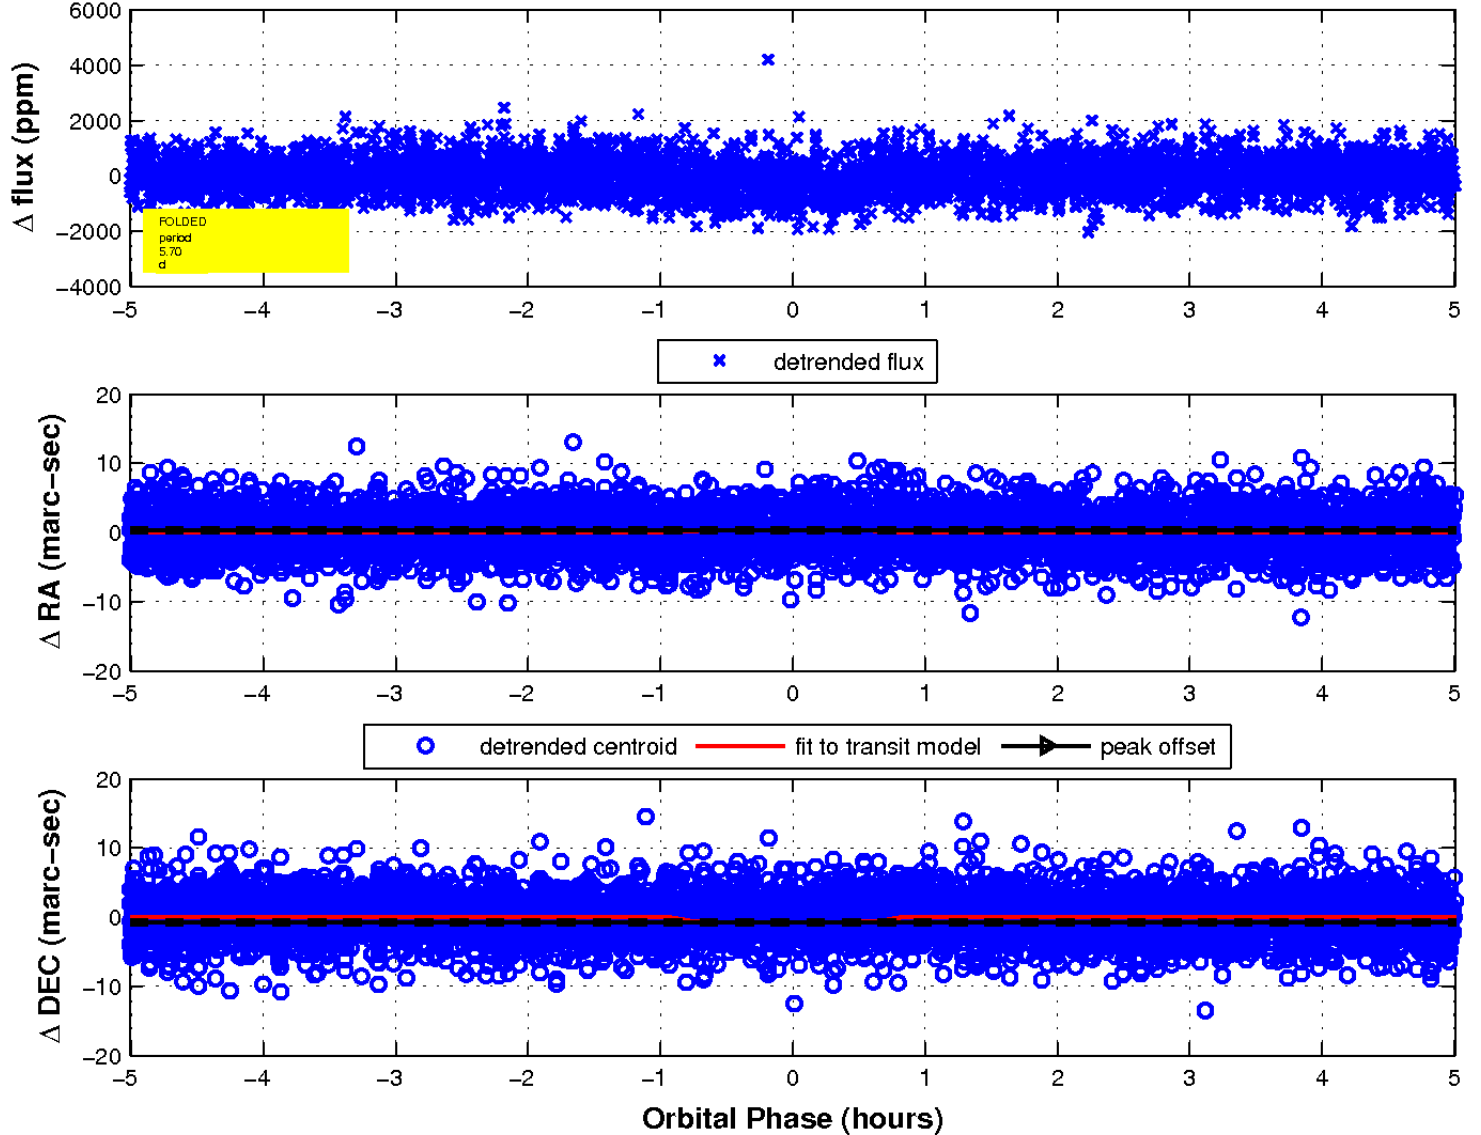 6000
4000
2000
0
−2000
−4000
Δ flux (ppm)
FOLDED
period
5.70
d
−5 −4 −3 −2 −1 0 1 2 3 4 5
detrended flux
20
10
0
−10
−20
Δ RA (marc−sec)
−5 −4 −3 −2 −1 0 1 2 3 4 5
detrended centroid fit to transit model peak offset
20
10
0
−10
−20
Δ DEC (marc−sec)
−5 −4 −3 −2 −1 0 1 2 3 4 5
Orbital Phase (hours)